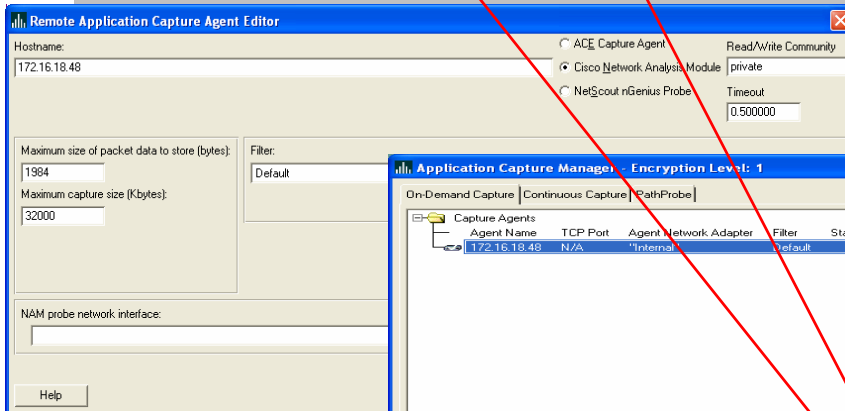 Remote Application Capture Agent Editor
Hostname:
172.16.18.48
ACE Capture Agent
Cisco Network Analysis Module
NetScout nGenius Probe
Read/Write Community
private
Timeout
0.500000
Maximum size of packet data to store (bytes):
1984
Maximum capture size (Kbytes):
32000
Filter:
Default
NAM probe network interface:
Help
Application Capture Manager - Encryption Level: 1
On-Demand Capture Continuous Capture PathProbe
Capture Agents
Agent Name TCP Port Agent Network Adapter Filter
172.16.18.48 N/A "Internal" Default